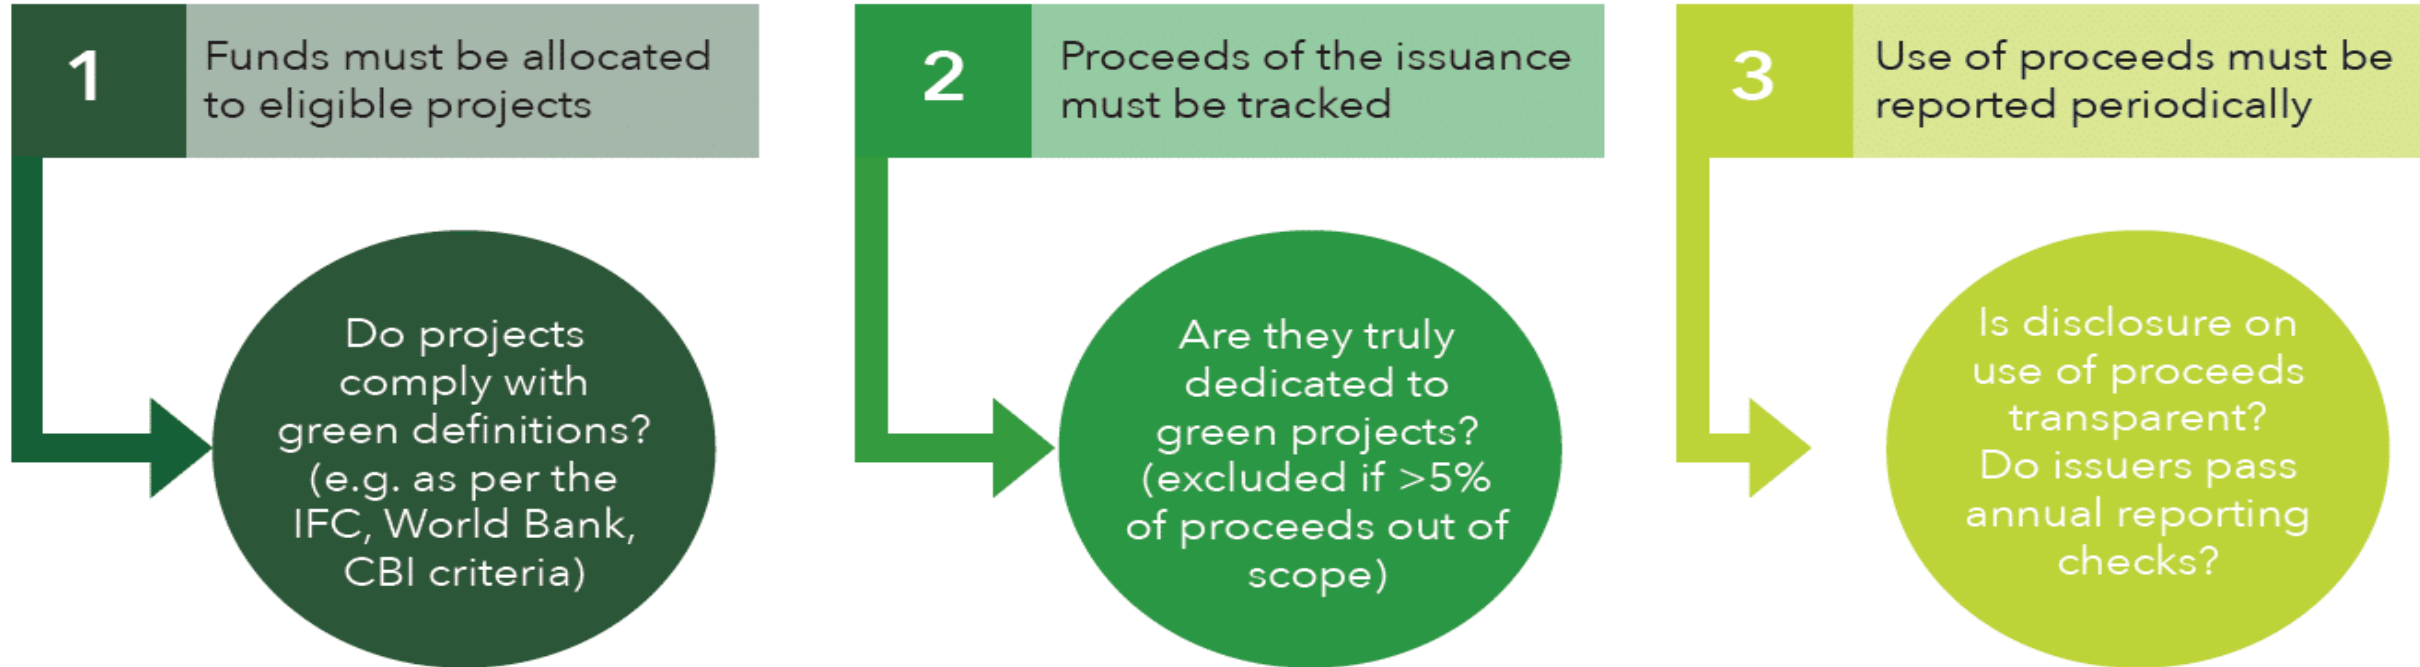 1
Funds must be allocated
to eligible projects
Do projects
comply with
green definitions?
(e.g. as per the
IFC, World Bank,
CBI criteria)
2
Proceeds of the issuance
must be tracked
Are they truly
dedicated to
green projects?
(excluded if >5%
of proceeds out of
scope)
3
Use of proceeds must be
reported periodically
Is disclosure on
use of proceeds
transparent?
Do issuers pass
annual reporting
checks?